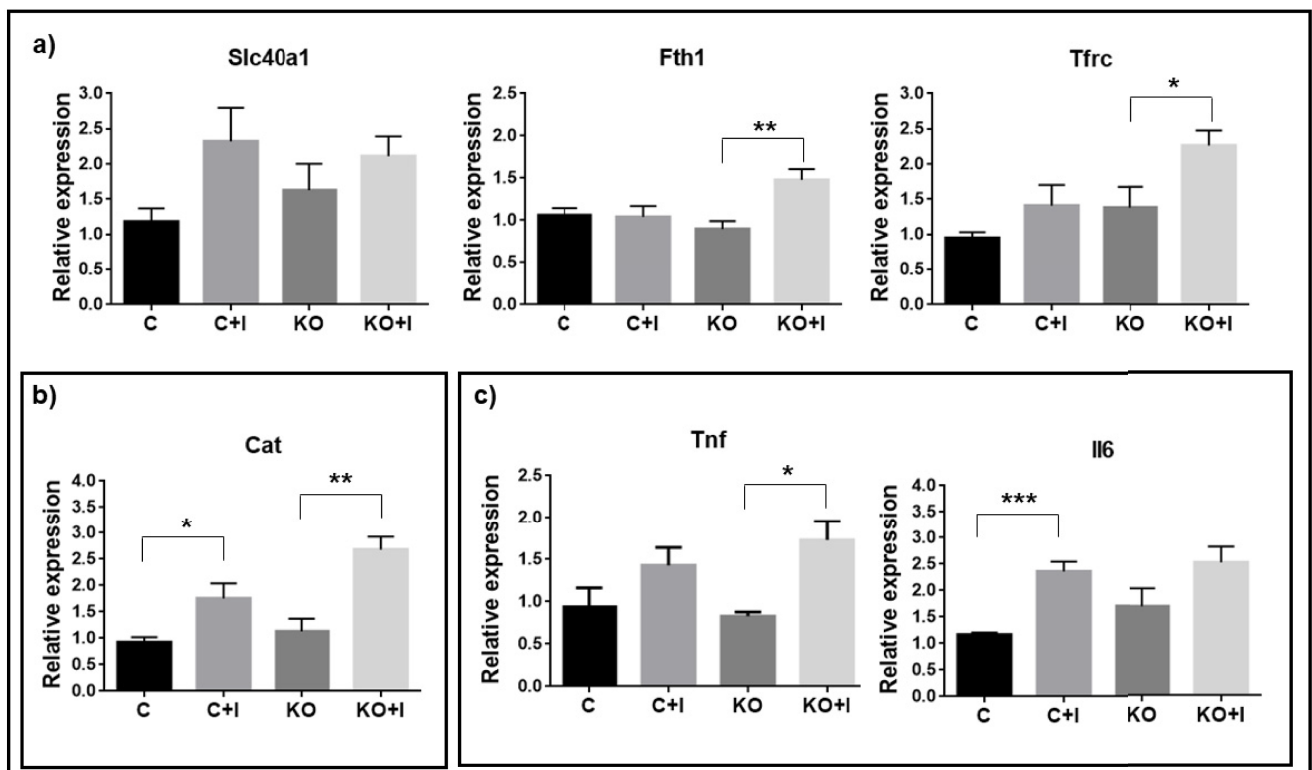 a)
Slc40a1
Relative expression
3.0
2.5
2.0
1.5
1.0
0.5
0.0
C C+I KO KO+I
Fth1
Relative expression
2.5
2.0
1.5
1.0
0.5
0.0
**
C C+I KO KO+I
Tfrc
Relative expression
3.0
2.5
2.0
1.5
1.0
0.5
0.0
*
C C+I KO KO+I
b)
Cat
Relative expression
4.0
3.5
3.0
2.5
2.0
1.5
1.0
0.5
0.0
*
**
C C+I KO KO+I
c)
Tnf
Relative expression
2.5
2.0
1.5
1.0
0.5
0.0
*
C C+I KO KO+I
Il6
Relative expression
4.0
3.5
3.0
2.5
2.0
1.5
1.0
0.5
0.0
***
C C+I KO KO+I